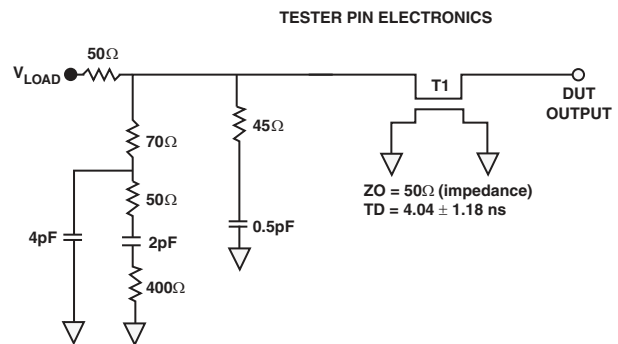 TESTER PIN ELECTRONICS
50Ω
VLOAD
T1
DUT
OUTPUT
70Ω
45Ω
50Ω
4pF
2pF
0.5pF
400Ω
ZO = 50Ω (impedance)
TD = 4.04 ± 1.18 ns